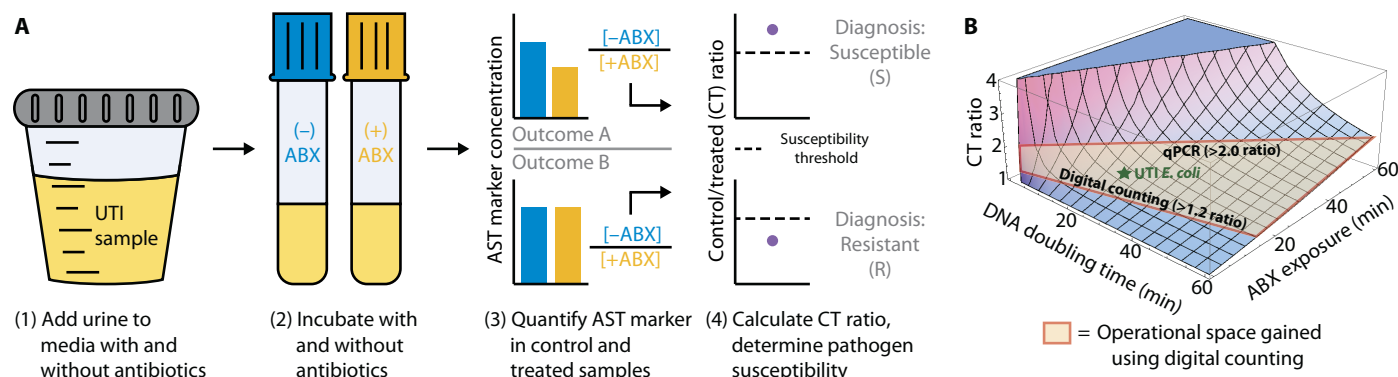 A
UTI
sample
(1) Add urine to
media with and
without antibiotics
(–)
ABX
(+)
ABX
(2) Incubate with
and without
antibiotics
AST marker concentration
[–ABX]
[+ABX]
Outcome A
Outcome B
[–ABX]
[+ABX]
(3) Quantify AST marker
in control and
treated samples
Control/treated (CT) ratio
Diagnosis:
Susceptible
(S)
Susceptibility
threshold
Diagnosis:
Resistant
(R)
(4) Calculate CT ratio,
determine pathogen
susceptibility
B
CT ratio
4
3
2
1
qPCR (>2.0 ratio)
UTI E. coli
Digital counting (>1.2 ratio)
DNA doubling time (min)
20
40
60
ABX exposure (min)
20
40
60
= Operational space gained
using digital counting